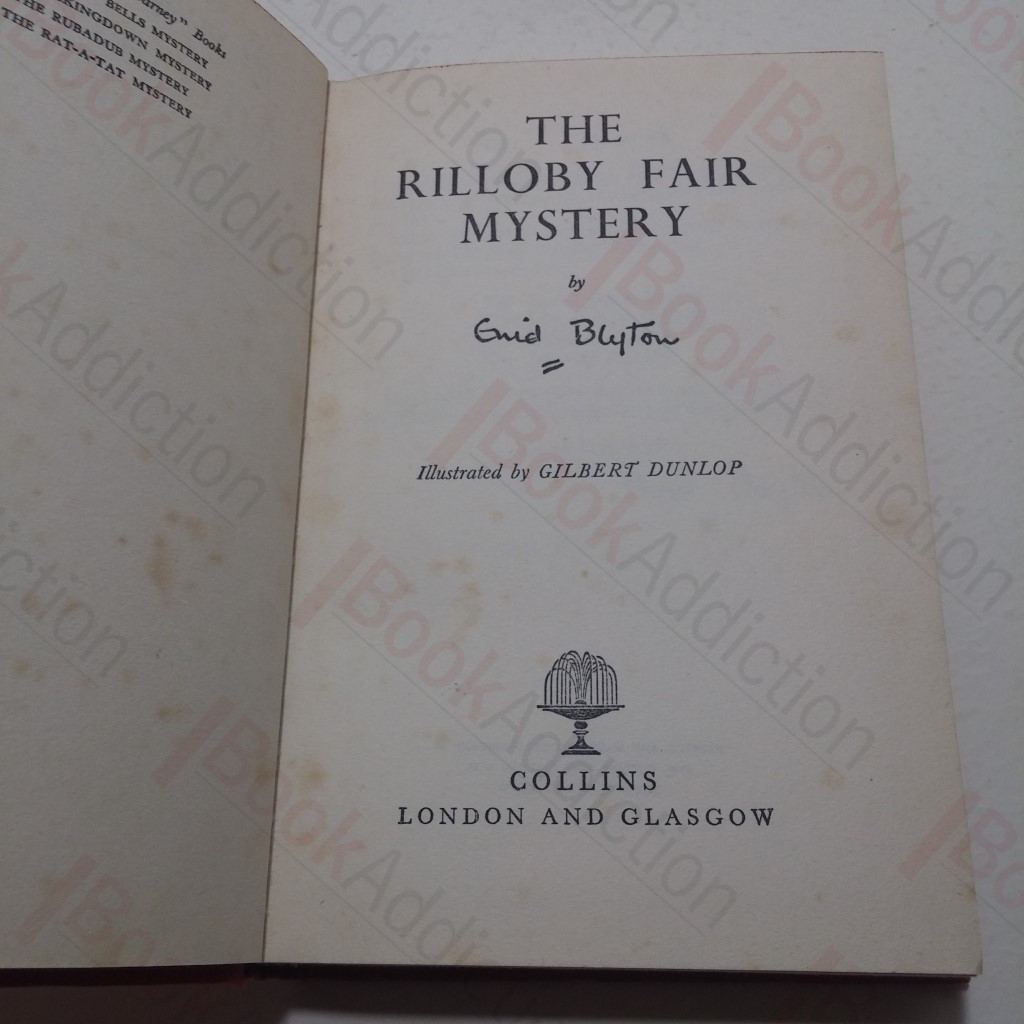 Barney" Books
BELLS MYSTERY
KINGDOWN MYSTERY
THE RUBADUB MYSTERY
THE RAT-A-TAT MYSTERY
THE
RILLOBY FAIR
MYSTERY
by
Enid Blyton
Illustrated by GILBERT DUNLOP
COLLINS
LONDON AND GLASGOW
BookAddiction